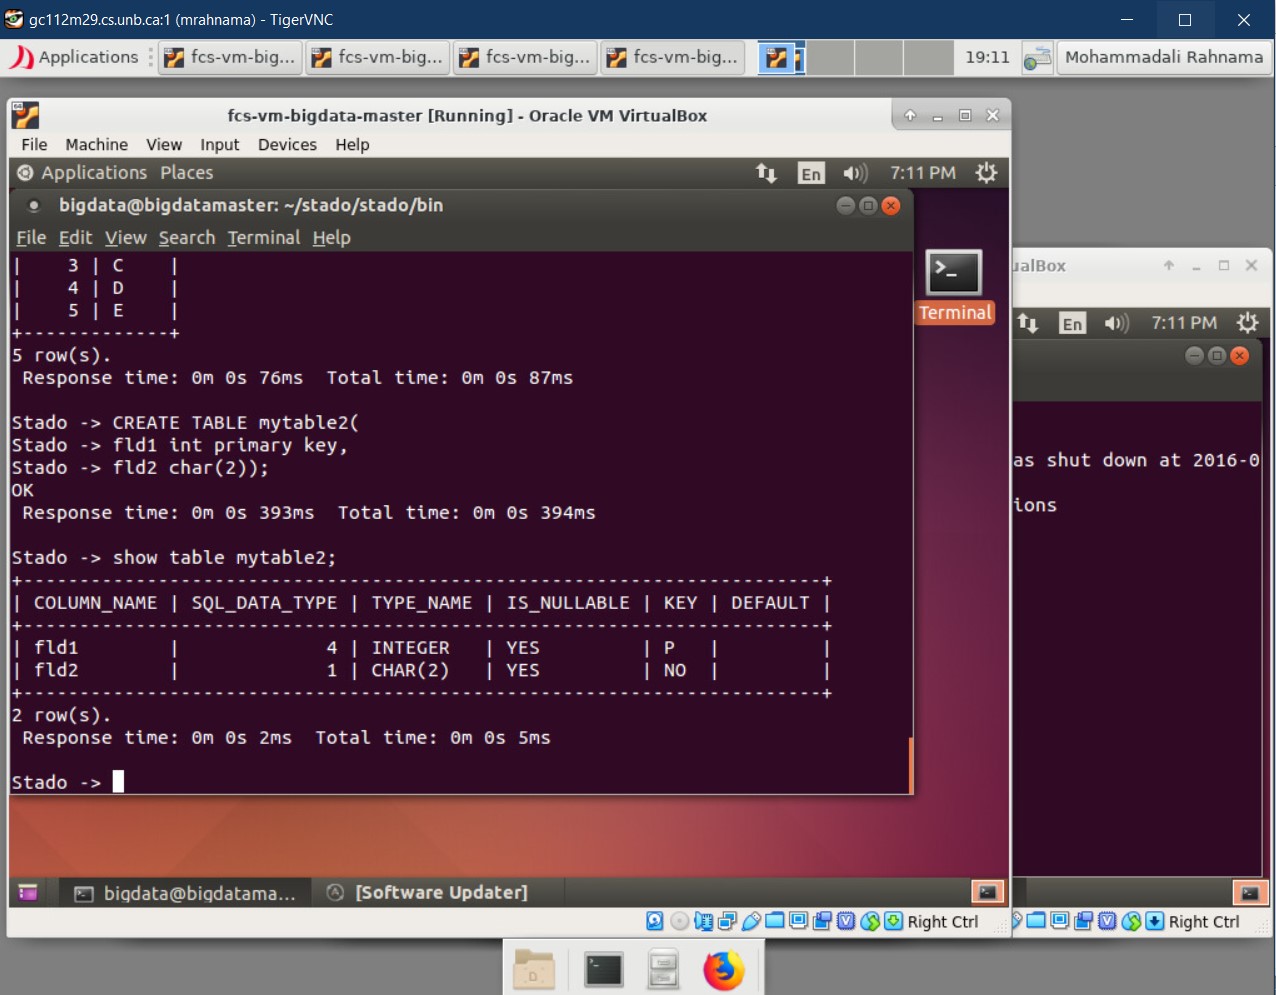 gc112m29.cs.unb.ca:1 (mrahnama) - TigerVNC
Applications fcs-vm-big... fcs-vm-big... fcs-vm-big... fcs-vm-big... 19:11 Mohammadali Rahnama
fcs-vm-bigdata-master [Running] - Oracle VM VirtualBox
File Machine View Input Devices Help
Applications Places En 7:11 PM
bigdata@bigdatamaster: ~/stado/stado/bin
File Edit View Search Terminal Help
| 3 | C |
| 4 | D |
| 5 | E |
+-------------+
5 row(s).
Response time: 0m 0s 76ms Total time: 0m 0s 87ms
Stado -> CREATE TABLE mytable2(
Stado -> fld1 int primary key,
Stado -> fld2 char(2));
OK
Response time: 0m 0s 393ms Total time: 0m 0s 394ms
Stado -> show table mytable2;
+-----------------------------------------------------------------------+
| COLUMN_NAME | SQL_DATA_TYPE | TYPE_NAME | IS_NULLABLE | KEY | DEFAULT |
+-----------------------------------------------------------------------+
| fld1 | 4 | INTEGER | YES | P | |
| fld2 | 1 | CHAR(2) | YES | NO | |
+-----------------------------------------------------------------------+
2 row(s).
Response time: 0m 0s 2ms Total time: 0m 0s 5ms
Stado ->
Terminal
bigdata@bigdatama... [Software Updater]
Right Ctrl
ualBox
En 7:11 PM
as shut down at 2016-0
ions
Right Ctrl